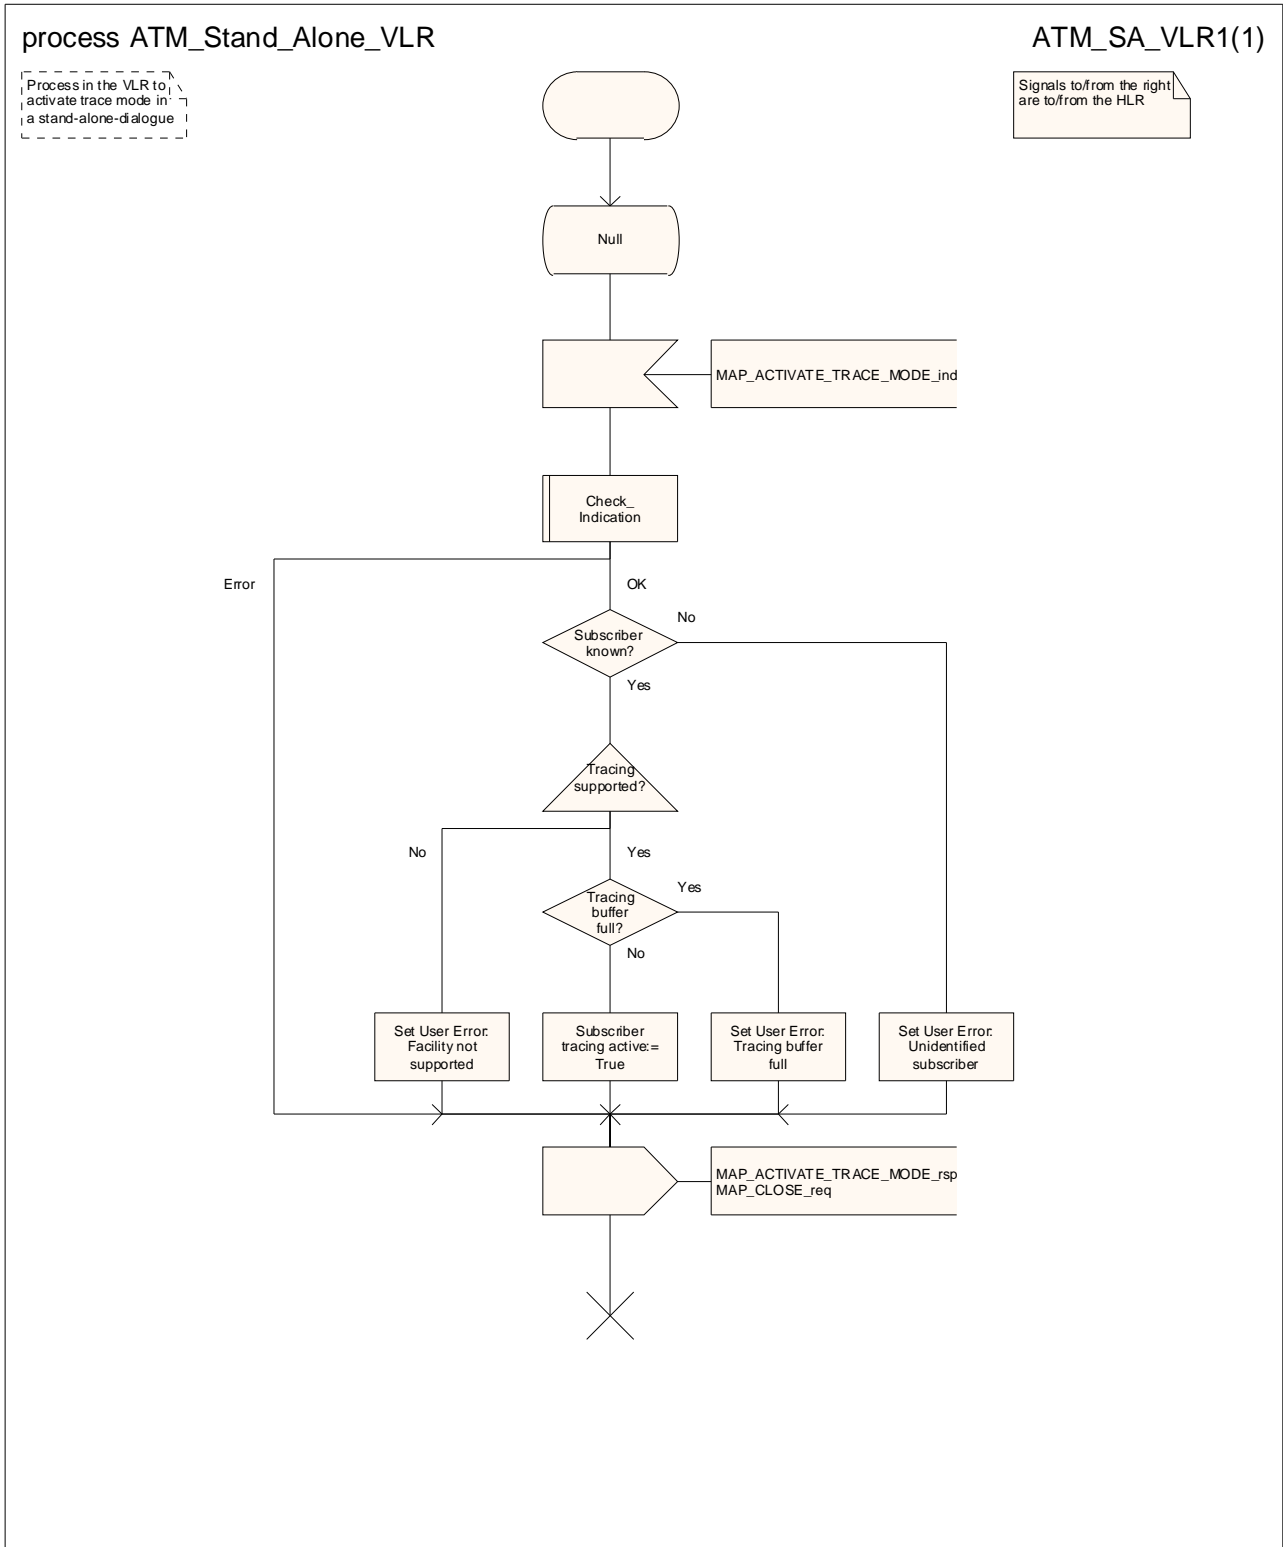 process ATM_Stand_Alone_VLR
ATM_SA_VLR1(1)
Process in the VLR to
activate trace mode in
a stand-alone-dialogue
Signals to/from the right
are to/from the HLR
Null
MAP_ACTIVATE_TRACE_MODE_ind
Check_
Indication
Error
OK
No
Subscriber
known?
Yes
Tracing
supported?
No
Yes
Yes
Tracing
buffer
full?
No
Set User Error:
Facility not
supported
Subscriber
tracing active:=
True
Set User Error:
Tracing buffer
full
Set User Error:
Unidentified
subscriber
MAP_ACTIVATE_TRACE_MODE_rsp
MAP_CLOSE_req